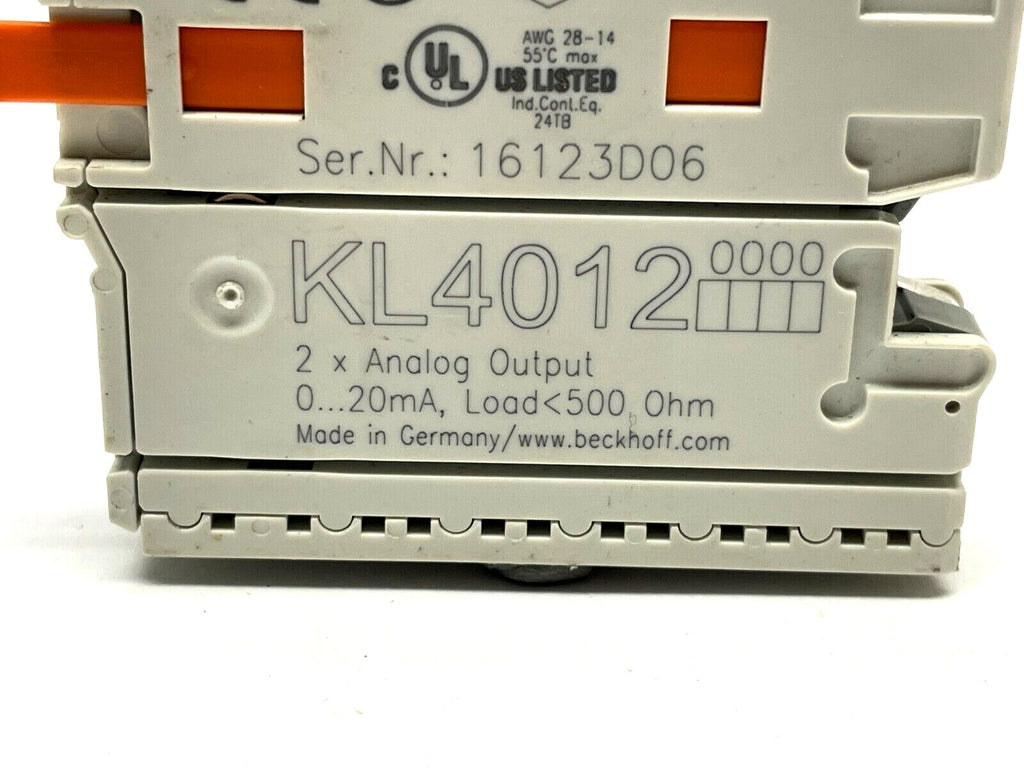 AWG 28-14
55°C max
C UL US LISTED
Ind.Cont.Eq.
24TB
Ser.Nr.: 16123D06
KL4012 0000
2 x Analog Output
0...20mA, Load<500 Ohm
Made in Germany/www.beckhoff.com